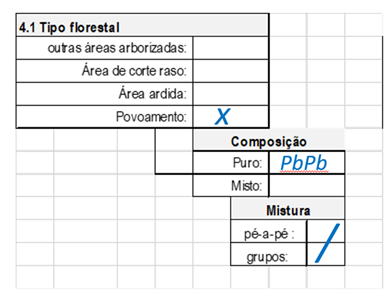 4.1 Tipo florestal
outras áreas arborizadas:
Área de corte raso:
Área ardida:
Povoamento: X
Composição
Puro: PbPb
Misto:
Mistura
pé-a-pé :
grupos: /